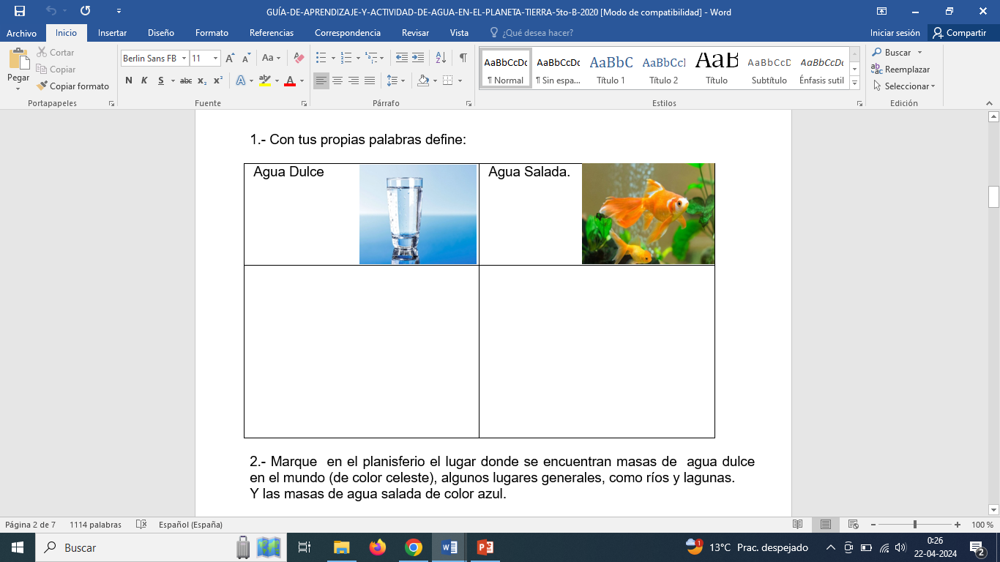 GUÍA-DE-APRENDIZAJE-Y-ACTIVIDAD-DE-AGUA-EN-EL-PLANETA-TIERRA-5to-B-2020 [Modo de compatibilidad] - Word
Archivo Inicio Insertar Diseño Formato Referencias Correspondencia Revisar Vista ¿Qué desea hacer? Iniciar sesión Compartir
Pegar
Cortar
Copiar
Copiar formato
Portapapeles
Berlin Sans FB 11
N K S abc x₂ x²
Fuente
Párrafo
AaBbCcDc AaBbCcDc AaBbC AaBbCcI AaB AaBbCcD AaBbCcDc
¶ Normal ¶ Sin espa... Título 1 Título 2 Título Subtítulo Énfasis sutil
Estilos
Buscar
Reemplazar
Seleccionar
Edición
1.- Con tus propias palabras define:
Agua Dulce
Agua Salada.
2.- Marque en el planisferio el lugar donde se encuentran masas de agua dulce
en el mundo (de color celeste), algunos lugares generales, como ríos y lagunas.
Y las masas de agua salada de color azul.
Página 2 de 7 1114 palabras Español (España) 100 %
Buscar
13°C Prac. despejado
0:26
22-04-2024
2